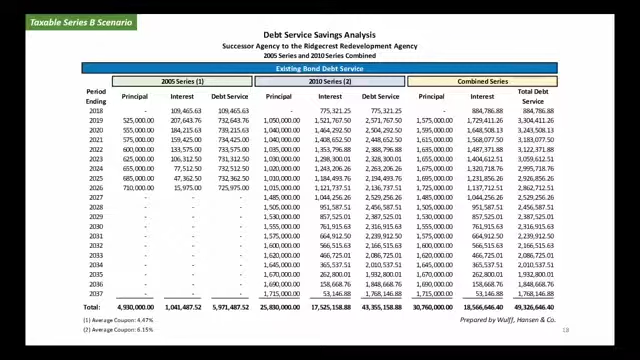 Taxable Series B Scenario
Debt Service Savings Analysis
Successor Agency to the Ridgecrest Redevelopment Agency
2005 Series and 2010 Series Combined
Existing Bond Debt Service
2005 Series (1) 2010 Series (2) Combined Series
Period Ending Principal Interest Debt Service Principal Interest Debt Service Principal Interest Total Debt Service
2018 - 109,465.63 109,465.63 - 775,321.25 775,321.25 - 884,786.88 884,786.88
2019 525,000.00 207,643.76 732,643.76 1,050,000.00 1,521,767.50 2,571,767.50 1,575,000.00 1,729,411.26 3,304,411.26
2020 555,000.00 184,215.63 739,215.63 1,040,000.00 1,464,292.50 2,504,292.50 1,595,000.00 1,648,508.13 3,243,508.13
2021 575,000.00 159,425.00 734,425.00 1,040,000.00 1,408,652.50 2,448,652.50 1,615,000.00 1,568,077.50 3,183,077.50
2022 600,000.00 133,575.00 733,575.00 1,035,000.00 1,353,796.88 2,388,796.88 1,635,000.00 1,487,371.88 3,122,371.88
2023 625,000.00 106,312.50 731,312.50 1,030,000.00 1,298,300.01 2,328,300.01 1,655,000.00 1,404,612.51 3,059,612.51
2024 655,000.00 77,512.50 732,512.50 1,020,000.00 1,243,206.26 2,263,206.26 1,675,000.00 1,320,718.76 2,995,718.76
2025 685,000.00 47,362.50 732,362.50 1,010,000.00 1,184,493.76 2,194,493.76 1,695,000.00 1,231,856.26 2,926,856.26
2026 710,000.00 15,975.00 725,975.00 1,015,000.00 1,121,737.51 2,136,737.51 1,725,000.00 1,137,712.51 2,862,712.51
2027 - - - 1,485,000.00 1,044,256.26 2,529,256.26 1,485,000.00 1,044,256.26 2,529,256.26
2028 - - - 1,505,000.00 951,587.51 2,456,587.51 1,505,000.00 951,587.51 2,456,587.51
2029 - - - 1,530,000.00 857,525.01 2,387,525.01 1,530,000.00 857,525.01 2,387,525.01
2030 - - - 1,555,000.00 761,915.63 2,316,915.63 1,555,000.00 761,915.63 2,316,915.63
2031 - - - 1,575,000.00 664,912.50 2,239,912.50 1,575,000.00 664,912.50 2,239,912.50
2032 - - - 1,600,000.00 566,515.63 2,166,515.63 1,600,000.00 566,515.63 2,166,515.63
2033 - - - 1,620,000.00 466,725.01 2,086,725.01 1,620,000.00 466,725.01 2,086,725.01
2034 - - - 1,645,000.00 365,537.51 2,010,537.51 1,645,000.00 365,537.51 2,010,537.51
2035 - - - 1,670,000.00 262,800.01 1,932,800.01 1,670,000.00 262,800.01 1,932,800.01
2036 - - - 1,690,000.00 158,668.76 1,848,668.76 1,690,000.00 158,668.76 1,848,668.76
2037 - - - 1,715,000.00 53,146.88 1,768,146.88 1,715,000.00 53,146.88 1,768,146.88
Total: 4,930,000.00 1,041,487.52 5,971,487.52 25,830,000.00 17,525,158.88 43,355,158.88 30,760,000.00 18,566,646.40 49,326,646.40
(1) Average Coupon: 4.47% Prepared by Wulff, Hansen & Co.
(2) Average Coupon: 6.15%
18